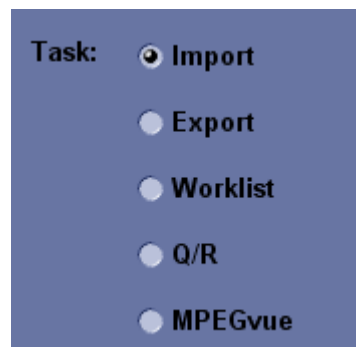 Task: Import
Export
Worklist
Q/R
MPEGvue